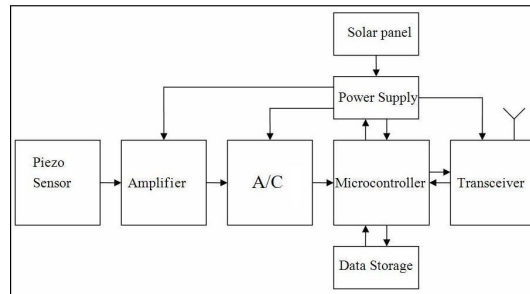 Solar panel
Power Supply
Piezo
Sensor
Amplifier
A/C
Microcontroller
Transceiver
Data Storage